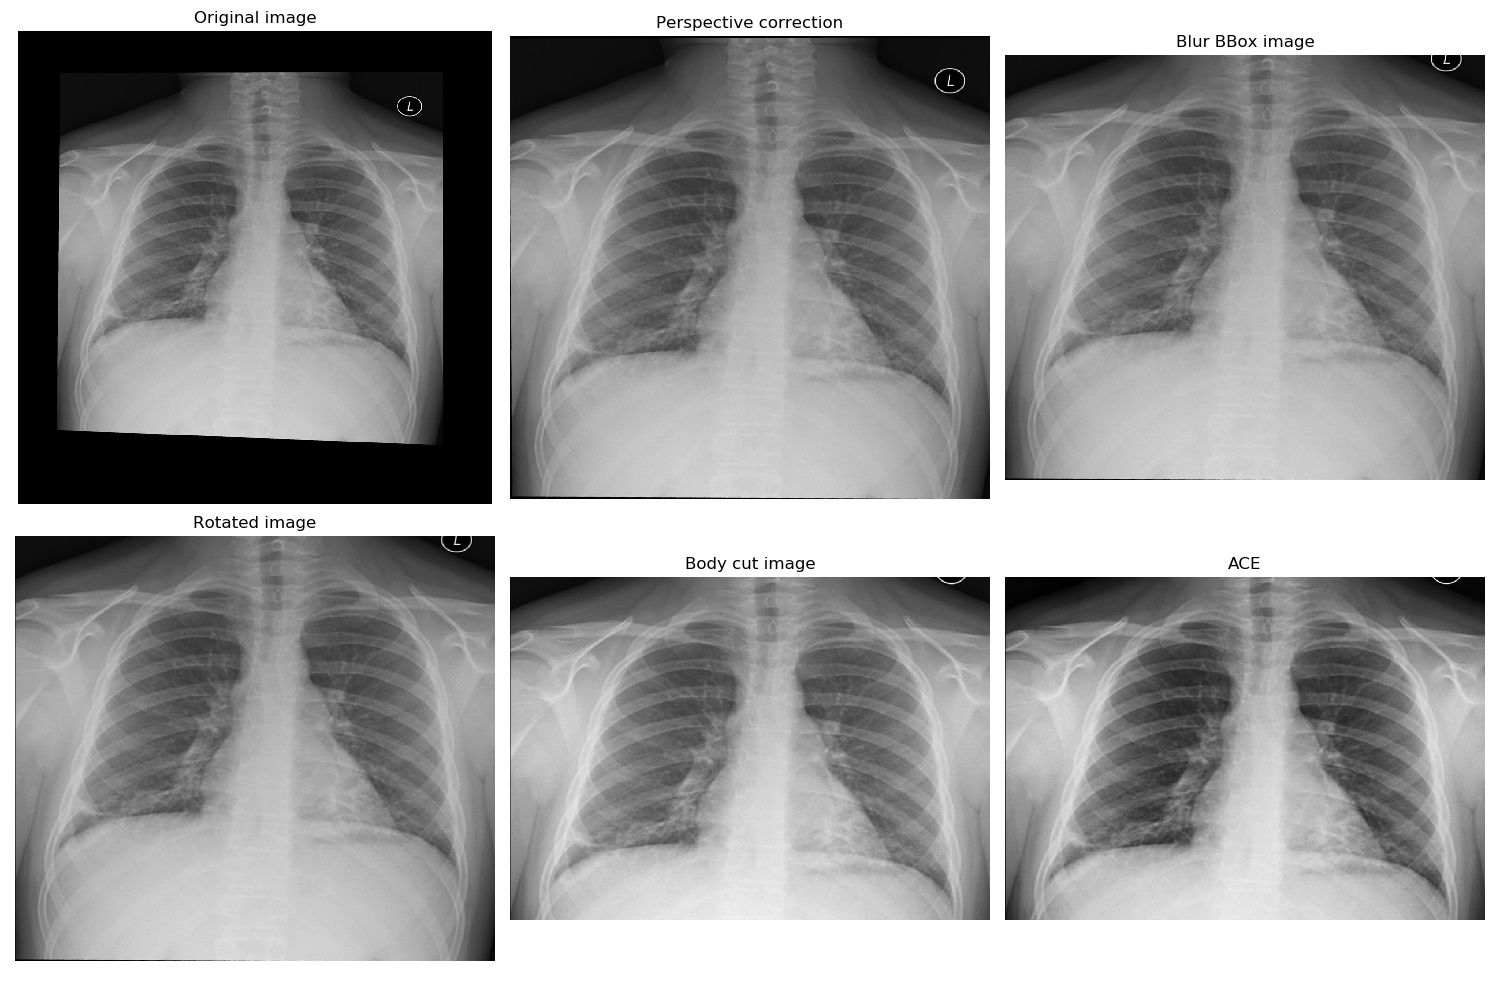 Original image
Perspective correction
Blur BBox image
L
L
L
Rotated image
L
Body cut image
ACE